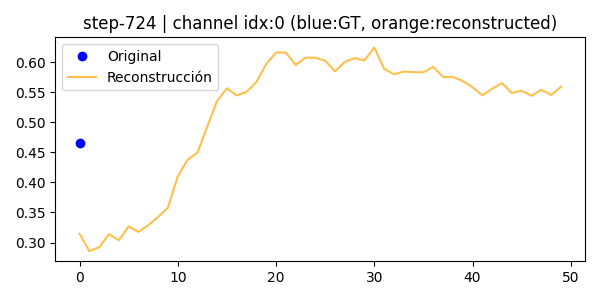 step-724 | channel idx:0 (blue:GT, orange:reconstructed)
Original
Reconstrucción
0.60
0.55
0.50
0.45
0.40
0.35
0.30
0 10 20 30 40 50